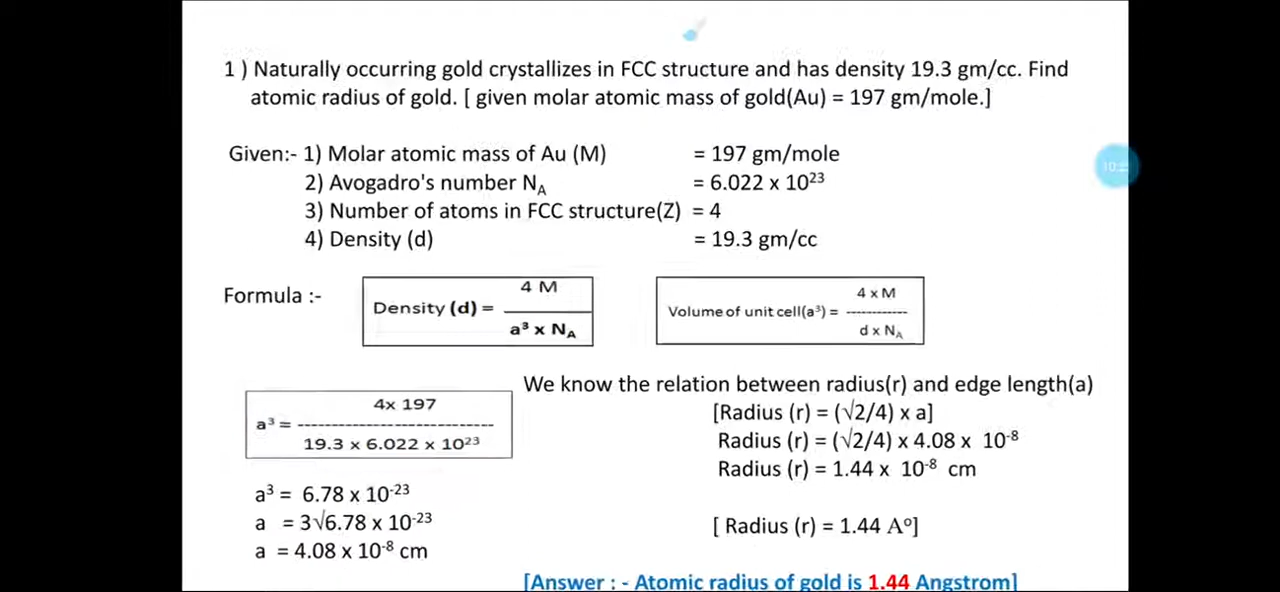 1 ) Naturally occurring gold crystallizes in FCC structure and has density 19.3 gm/cc. Find
atomic radius of gold. [ given molar atomic mass of gold(Au) = 197 gm/mole.]
Given:- 1) Molar atomic mass of Au (M) = 197 gm/mole
2) Avogadro's number N_A = 6.022 x 10²³
3) Number of atoms in FCC structure(Z) = 4
4) Density (d) = 19.3 gm/cc
Formula :-
4 M
Density (d) = ————
a³ x N_A
4 x M
Volume of unit cell(a³) = -----------
d x N_A
4x 197
a³ = --------------------------
19.3 x 6.022 x 10²³
a³ = 6.78 x 10⁻²³
a = 3√6.78 x 10⁻²³
a = 4.08 x 10⁻⁸ cm
We know the relation between radius(r) and edge length(a)
[Radius (r) = (√2/4) x a]
Radius (r) = (√2/4) x 4.08 x 10⁻⁸
Radius (r) = 1.44 x 10⁻⁸ cm
[ Radius (r) = 1.44 Aº]
[Answer : - Atomic radius of gold is 1.44 Angstrom]